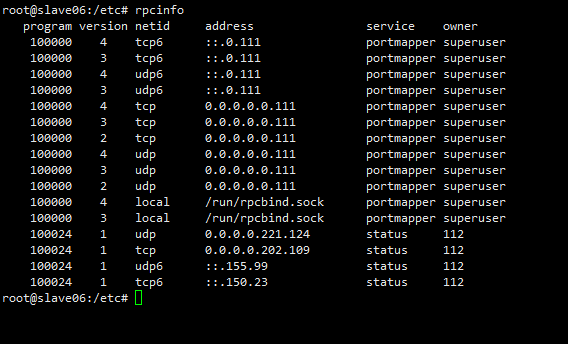 root@slave06:/etc# rpcinfo
program version netid address service owner
100000 4 tcp6 ::.0.111 portmapper superuser
100000 3 tcp6 ::.0.111 portmapper superuser
100000 4 udp6 ::.0.111 portmapper superuser
100000 3 udp6 ::.0.111 portmapper superuser
100000 4 tcp 0.0.0.0.0.111 portmapper superuser
100000 3 tcp 0.0.0.0.0.111 portmapper superuser
100000 2 tcp 0.0.0.0.0.111 portmapper superuser
100000 4 udp 0.0.0.0.0.111 portmapper superuser
100000 3 udp 0.0.0.0.0.111 portmapper superuser
100000 2 udp 0.0.0.0.0.111 portmapper superuser
100000 4 local /run/rpcbind.sock portmapper superuser
100000 3 local /run/rpcbind.sock portmapper superuser
100024 1 udp 0.0.0.0.221.124 status 112
100024 1 tcp 0.0.0.0.202.109 status 112
100024 1 udp6 ::.155.99 status 112
100024 1 tcp6 ::.150.23 status 112
root@slave06:/etc#